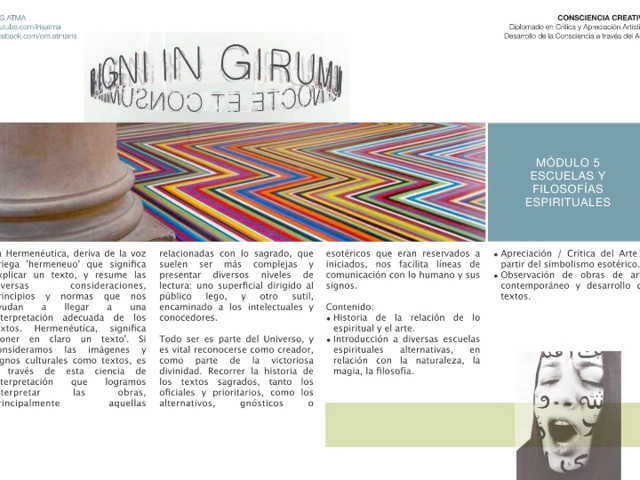 S ATMA
utube.com/irisatma
cebook.com/om.atmairis
CONSCIENCIA CREATIV
Diplomado en Crítica y Apreciación Artísti
Desarrollo de la Consciencia a través del A
IGNI IN GIRUM
NOCTE ET CONSUM
MÓDULO 5
ESCUELAS Y
FILOSOFÍAS
ESPIRITUALES
a Hermenéutica, deriva de la voz
riega 'hermeneuo' que significa
xplicar un texto, y resume las
versas consideraciones,
rincipios y normas que nos
yudan a llegar a una
terpretación adecuada de los
xtos. Hermenéutica, significa
oner en claro un texto'. Si
onsideramos las imágenes y
gnos culturales como textos, es
través de esta ciencia de
terpretación que logramos
terpretar las obras,
rincipalmente aquellas
relacionadas con lo sagrado, que
suelen ser más complejas y
presentar diversos niveles de
lectura: uno superficial dirigido al
público lego, y otro sutil,
encaminado a los intelectuales y
conocedores.
Todo ser es parte del Universo, y
es vital reconocerse como creador,
como parte de la victoriosa
divinidad. Recorrer la historia de
los textos sagrados, tanto los
oficiales y prioritarios, como los
alternativos, gnósticos o
esotéricos que eran reservados a
iniciados, nos facilita líneas de
comunicación con lo humano y sus
signos.
Contenido:
• Historia de la relación de lo
espiritual y el arte.
• Introducción a diversas escuelas
espirituales alternativas, en
relación con la naturaleza, la
magia, la filosofía.
• Apreciación / Crítica del Arte
partir del simbolismo esotérico.
• Observación de obras de ar
contemporáneo y desarrollo d
textos.